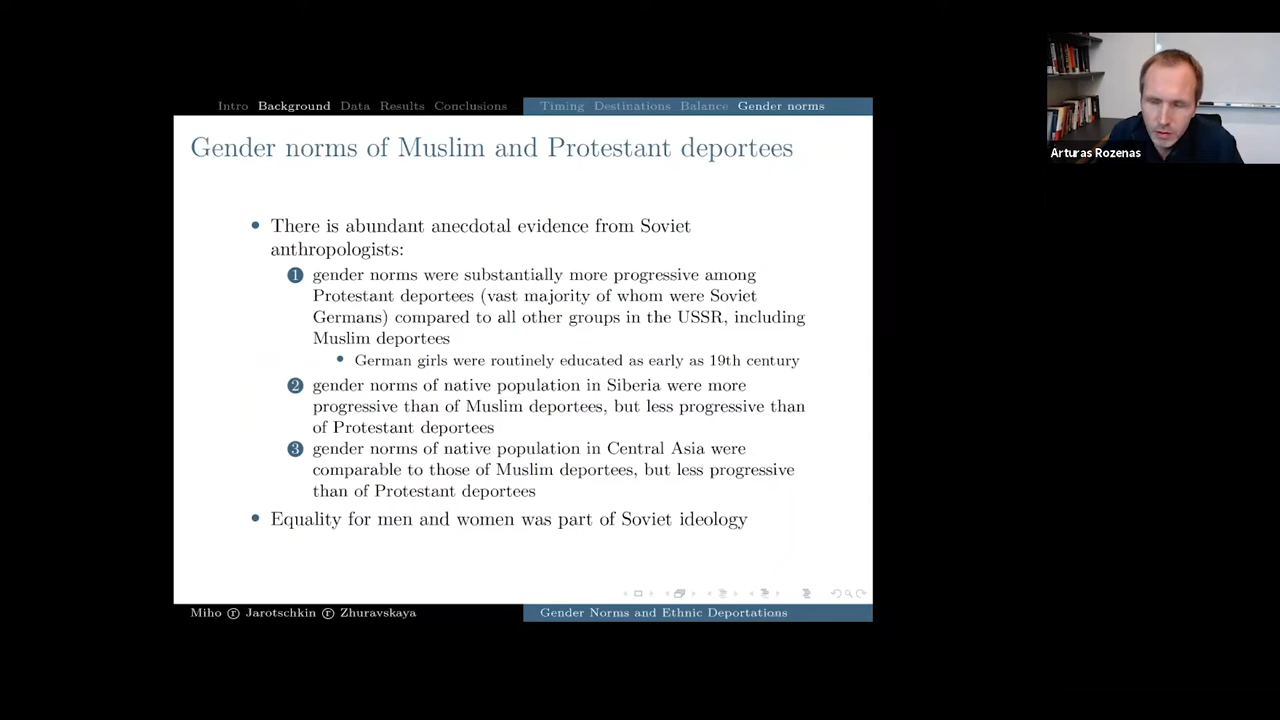 Intro Background Data Results Conclusions
Timing Destinations Balance Gender norms
Gender norms of Muslim and Protestant deportees
• There is abundant anecdotal evidence from Soviet
anthropologists:
1 gender norms were substantially more progressive among
Protestant deportees (vast majority of whom were Soviet
Germans) compared to all other groups in the USSR, including
Muslim deportees
• German girls were routinely educated as early as 19th century
2 gender norms of native population in Siberia were more
progressive than of Muslim deportees, but less progressive than
of Protestant deportees
3 gender norms of native population in Central Asia were
comparable to those of Muslim deportees, but less progressive
than of Protestant deportees
• Equality for men and women was part of Soviet ideology
Miho ⓡ Jarotschkin ⓡ Zhuravskaya
Gender Norms and Ethnic Deportations
Arturas Rozenas